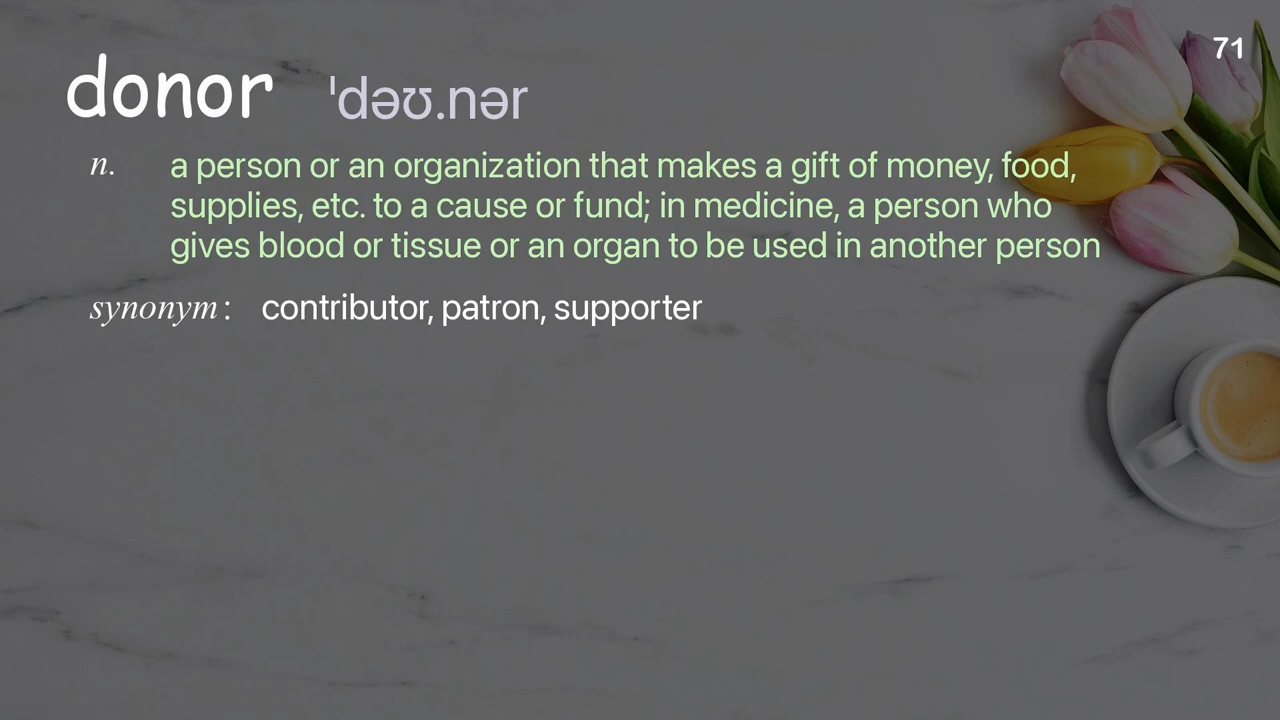 71
donor ˈdəʊ.nər
n. a person or an organization that makes a gift of money, food,
supplies, etc. to a cause or fund; in medicine, a person who
gives blood or tissue or an organ to be used in another person
synonym: contributor, patron, supporter